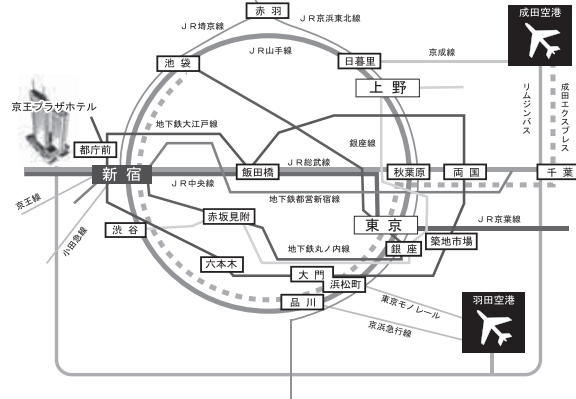 赤羽
成田空港
JR埼京線
JR京浜東北線
JR山手線
池袋
日暮里
京成線
上野
京王プラザホテル
リムジンバス
成田エクスプレス
地下鉄大江戸線
都庁前
銀座線
JR総武線
新宿
飯田橋
秋葉原
両国
千葉
JR中央線
地下鉄都営新宿線
京王線
赤坂見附
東京
JR京葉線
渋谷
小田急線
地下鉄丸ノ内線
銀座
築地市場
六本木
大門
浜松町
品川
東京モノレール
羽田空港
京浜急行線